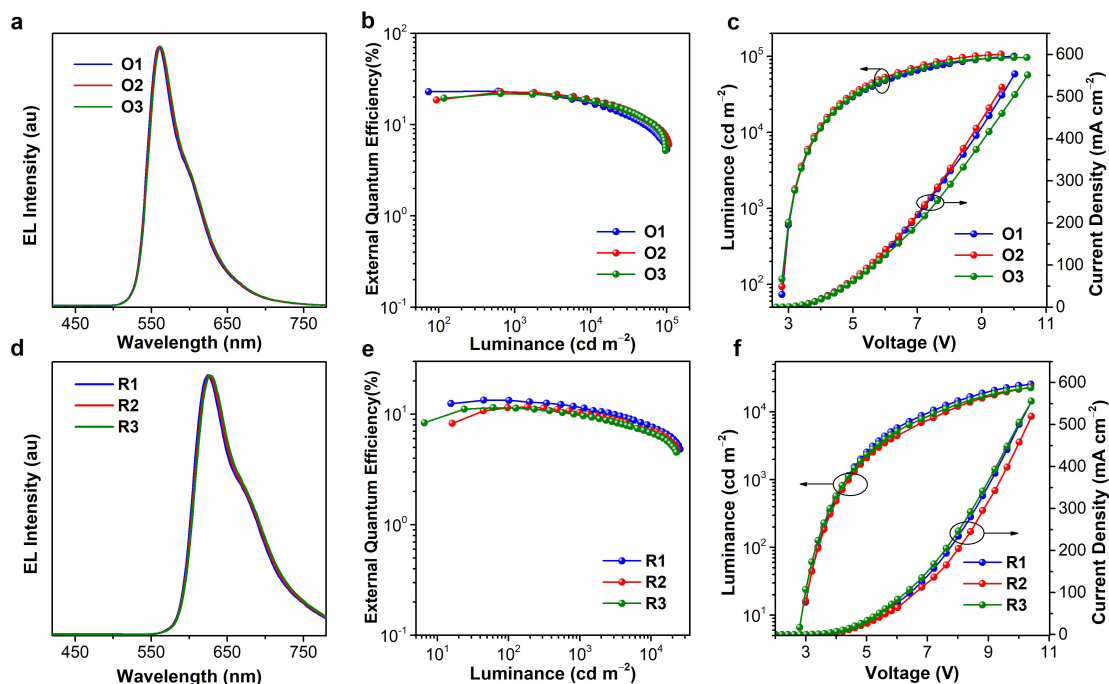 a
EL Intensity (au)
O1
O2
O3
450
550
650
750
Wavelength (nm)
b
External Quantum Efficiency(%)
10²
10¹
10⁰
10⁻¹
O1
O2
O3
10²
10³
10⁴
10⁵
Luminance (cd m⁻²)
c
Luminance (cd m⁻²)
10⁵
10⁴
10³
10²
O1
O2
O3
3
5
7
9
11
Voltage (V)
600
500
400
300
200
100
0
Current Density (mA cm⁻²)
d
EL Intensity (au)
R1
R2
R3
450
550
650
750
Wavelength (nm)
e
External Quantum Efficiency(%)
10¹
10⁰
10⁻¹
R1
R2
R3
10¹
10²
10³
10⁴
Luminance (cd m⁻²)
f
Luminance (cd m⁻²)
10⁴
10³
10²
10¹
R1
R2
R3
3
5
7
9
11
Voltage (V)
600
500
400
300
200
100
0
Current Density (mA cm⁻²)